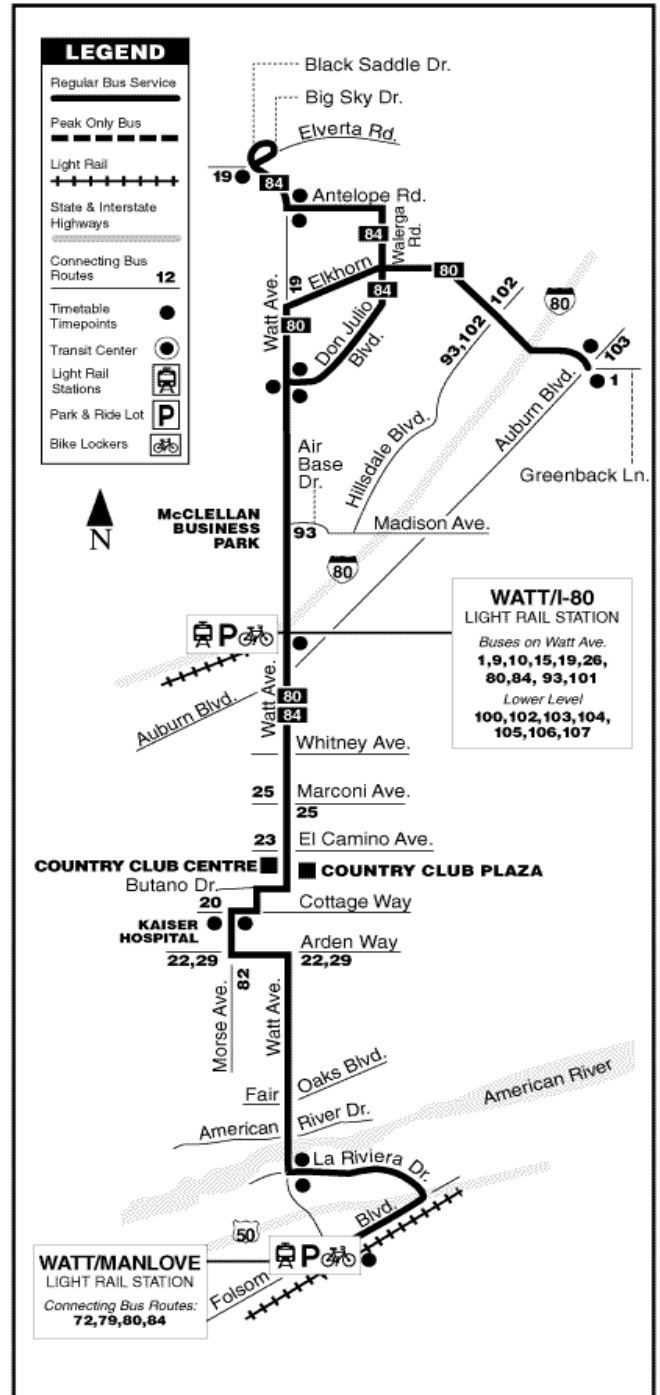 LEGEND
Regular Bus Service
Peak Only Bus
Light Rail
State & Interstate
Highways
Connecting Bus
Routes 12
Timetable
Timepoints
Transit Center
Light Rail
Stations
Park & Ride Lot P
Bike Lockers
N
Black Saddle Dr.
Big Sky Dr.
Elverta Rd.
19
84
Antelope Rd.
84
Walerga
Rd.
19
Elkhorn
80
102
80
Watt Ave.
80
84
Don Julio
Blvd.
93,102
103
1
Auburn Blvd.
Greenback Ln.
Hillsdale Blvd.
Air
Base
Dr.
McCLELLAN
BUSINESS
PARK
93
Madison Ave.
80
WATT/I-80
LIGHT RAIL STATION
Buses on Watt Ave.
1,9,10,15,19,26,
80,84, 93,101
Lower Level
100,102,103,104,
105,106,107
P
Auburn Blvd.
Watt Ave.
80
84
Whitney Ave.
25
Marconi Ave.
25
23
El Camino Ave.
COUNTRY CLUB CENTRE
COUNTRY CLUB PLAZA
Butano Dr.
20
Cottage Way
KAISER
HOSPITAL
22,29
Arden Way
22,29
Morse Ave.
82
Watt Ave.
Fair Oaks Blvd.
American River Dr.
American River
La Riviera Dr.
50
P
Folsom Blvd.
WATT/MANLOVE
LIGHT RAIL STATION
Connecting Bus Routes:
72,79,80,84